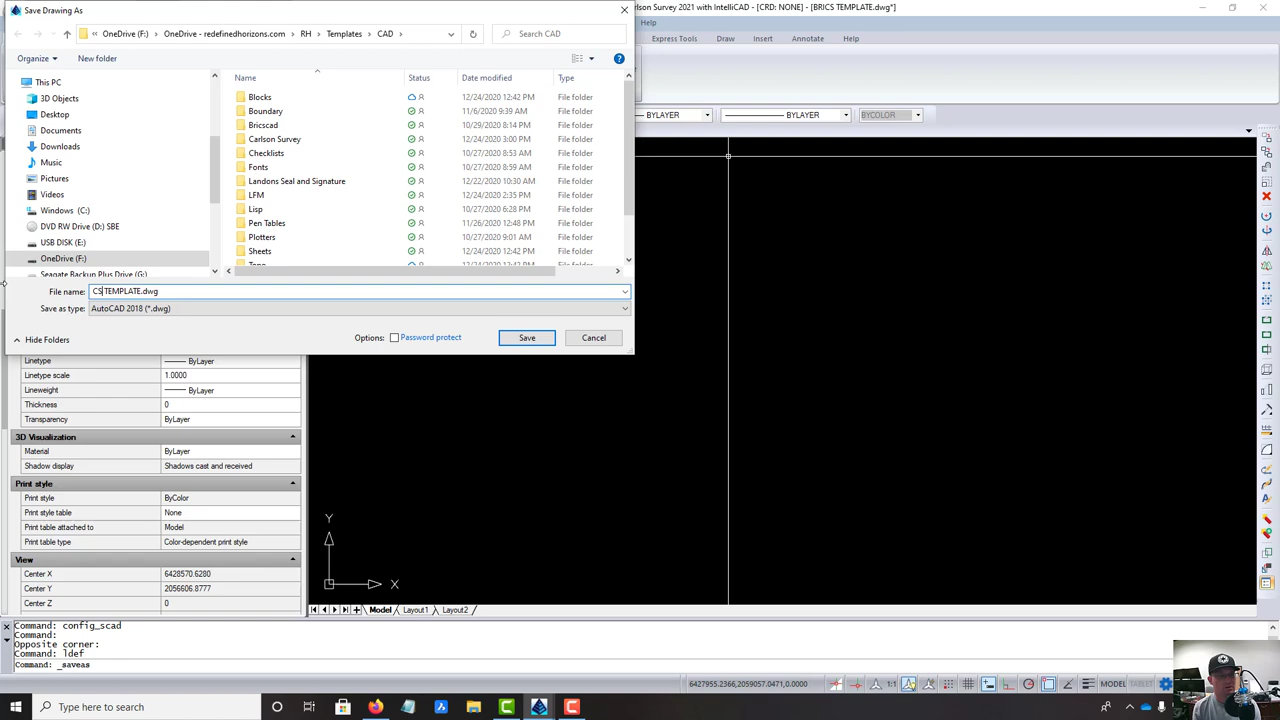 Save Drawing As
arlson Survey 2021 with IntelliCAD - [CRD: NONE] - [BRICS TEMPLATE.dwg*]
« OneDrive (F:) > OneDrive - redefinedhorizons.com > RH > Templates > CAD >
Search CAD
Help
Express Tools Draw Insert Annotate Help
Organize New folder
Name Status Date modified Type
This PC
3D Objects
Desktop
Documents
Downloads
Music
Pictures
Videos
Windows (C:)
DVD RW Drive (D:) SBE
USB DISK (E:)
OneDrive (F:)
Seagate Backup Plus Drive (G:)
Blocks 12/24/2020 12:42 PM File folder
Boundary 11/6/2020 9:39 AM File folder
Bricscad 10/29/2020 8:14 PM File folder
Carlson Survey 12/24/2020 3:00 PM File folder
Checklists 10/27/2020 8:53 AM File folder
Fonts 10/27/2020 8:59 AM File folder
Landons Seal and Signature 12/22/2020 10:30 AM File folder
LFM 12/24/2020 2:35 PM File folder
Lisp 10/27/2020 6:28 PM File folder
Pen Tables 11/26/2020 12:48 PM File folder
Plotters 10/27/2020 9:01 AM File folder
Sheets 12/24/2020 12:42 PM File folder
BYLAYER BYLAYER BYCOLOR
File name: CS TEMPLATE.dwg
Save as type: AutoCAD 2018 (*.dwg)
Options: Password protect Save Cancel
Hide Folders
Linetype ByLayer
Linetype scale 1.0000
Lineweight ByLayer
Thickness 0
Transparency ByLayer
3D Visualization
Material ByLayer
Shadow display Shadows cast and received
Print style
Print style ByColor
Print style table None
Print table attached to Model
Print table type Color-dependent print style
View
Center X 6428570.6280
Center Y 2056606.8777
Center Z 0
Y
X
Model Layout1 Layout2
Command: config_scad
Command:
Opposite corner:
Command: ldef
Command: _saveas
6427955.2366,2059057.0471,0.0000
1:1
MODEL TABLET
Type here to search